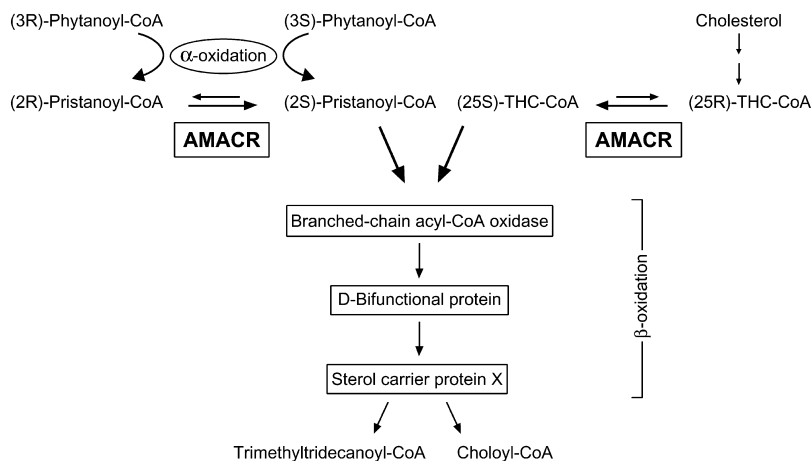 (3R)-Phytanoyl-CoA
(3S)-Phytanoyl-CoA
Cholesterol
α-oxidation
(2R)-Pristanoyl-CoA
(2S)-Pristanoyl-CoA
(25S)-THC-CoA
(25R)-THC-CoA
AMACR
AMACR
Branched-chain acyl-CoA oxidase
D-Bifunctional protein
β-oxidation
Sterol carrier protein X
Trimethyltridecanoyl-CoA
Choloyl-CoA